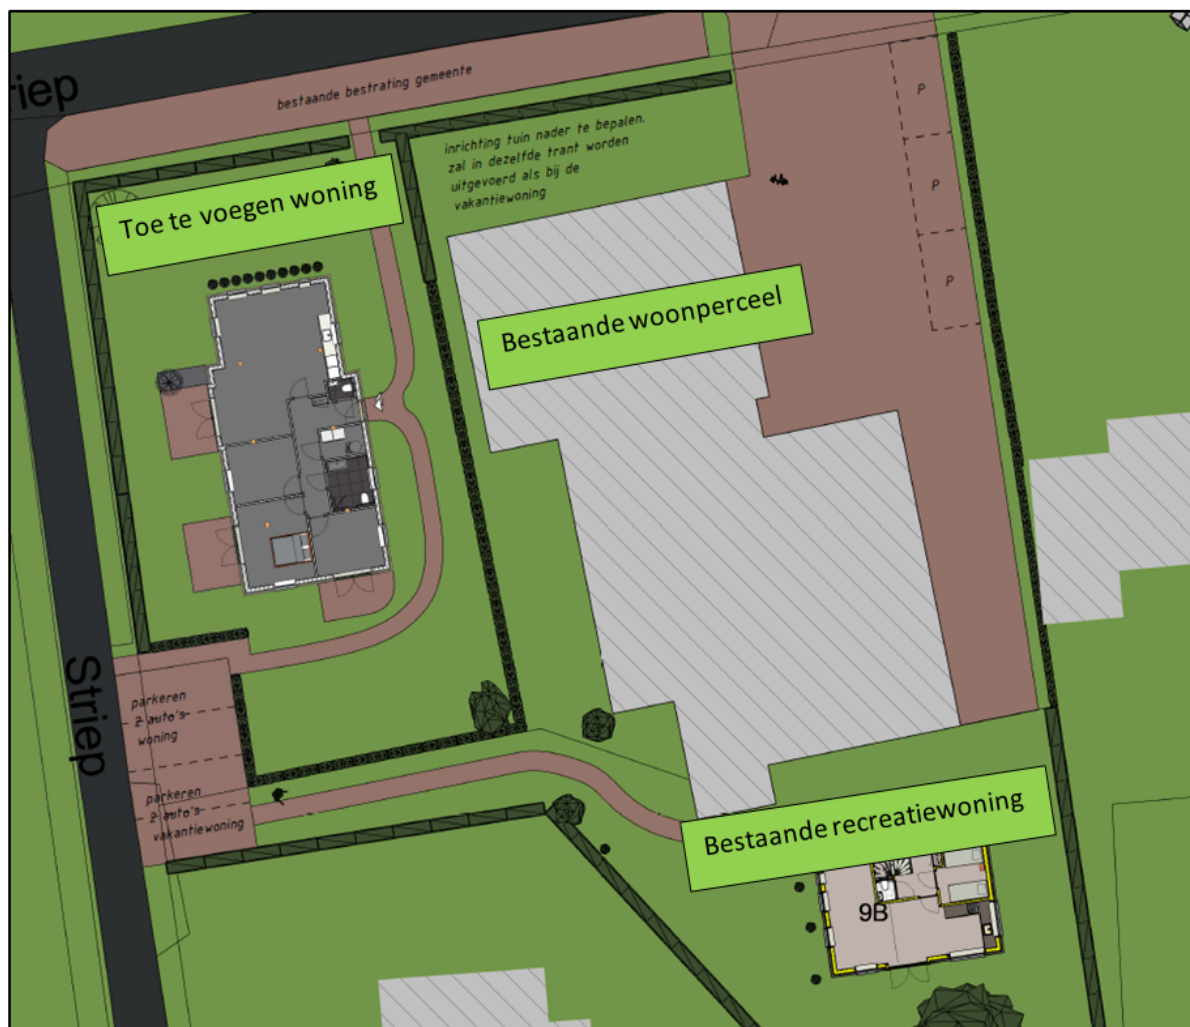 riep
bestaande bestrating gemeente
inrichting tuin nader te bepalen.
zal in dezelfde trant worden
uitgevoerd als bij de
vakantiewoning
P
P
P
Toe te voegen woning
Bestaande woonperceel
Striep
parkeren
2 auto's
woning
parkeren
2 auto's
vakantiewoning
Bestaande recreatiewoning
9B